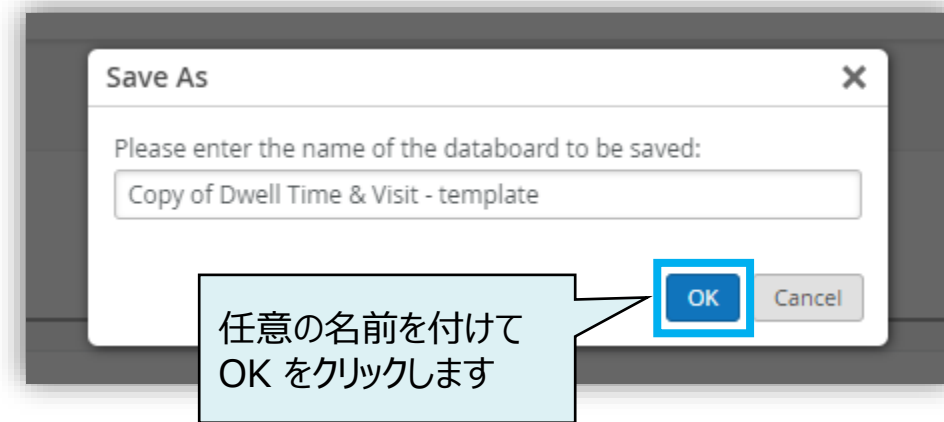 Save As
Please enter the name of the databoard to be saved:
Copy of Dwell Time & Visit - template
OK Cancel
任意の名前を付けて
OK をクリックします